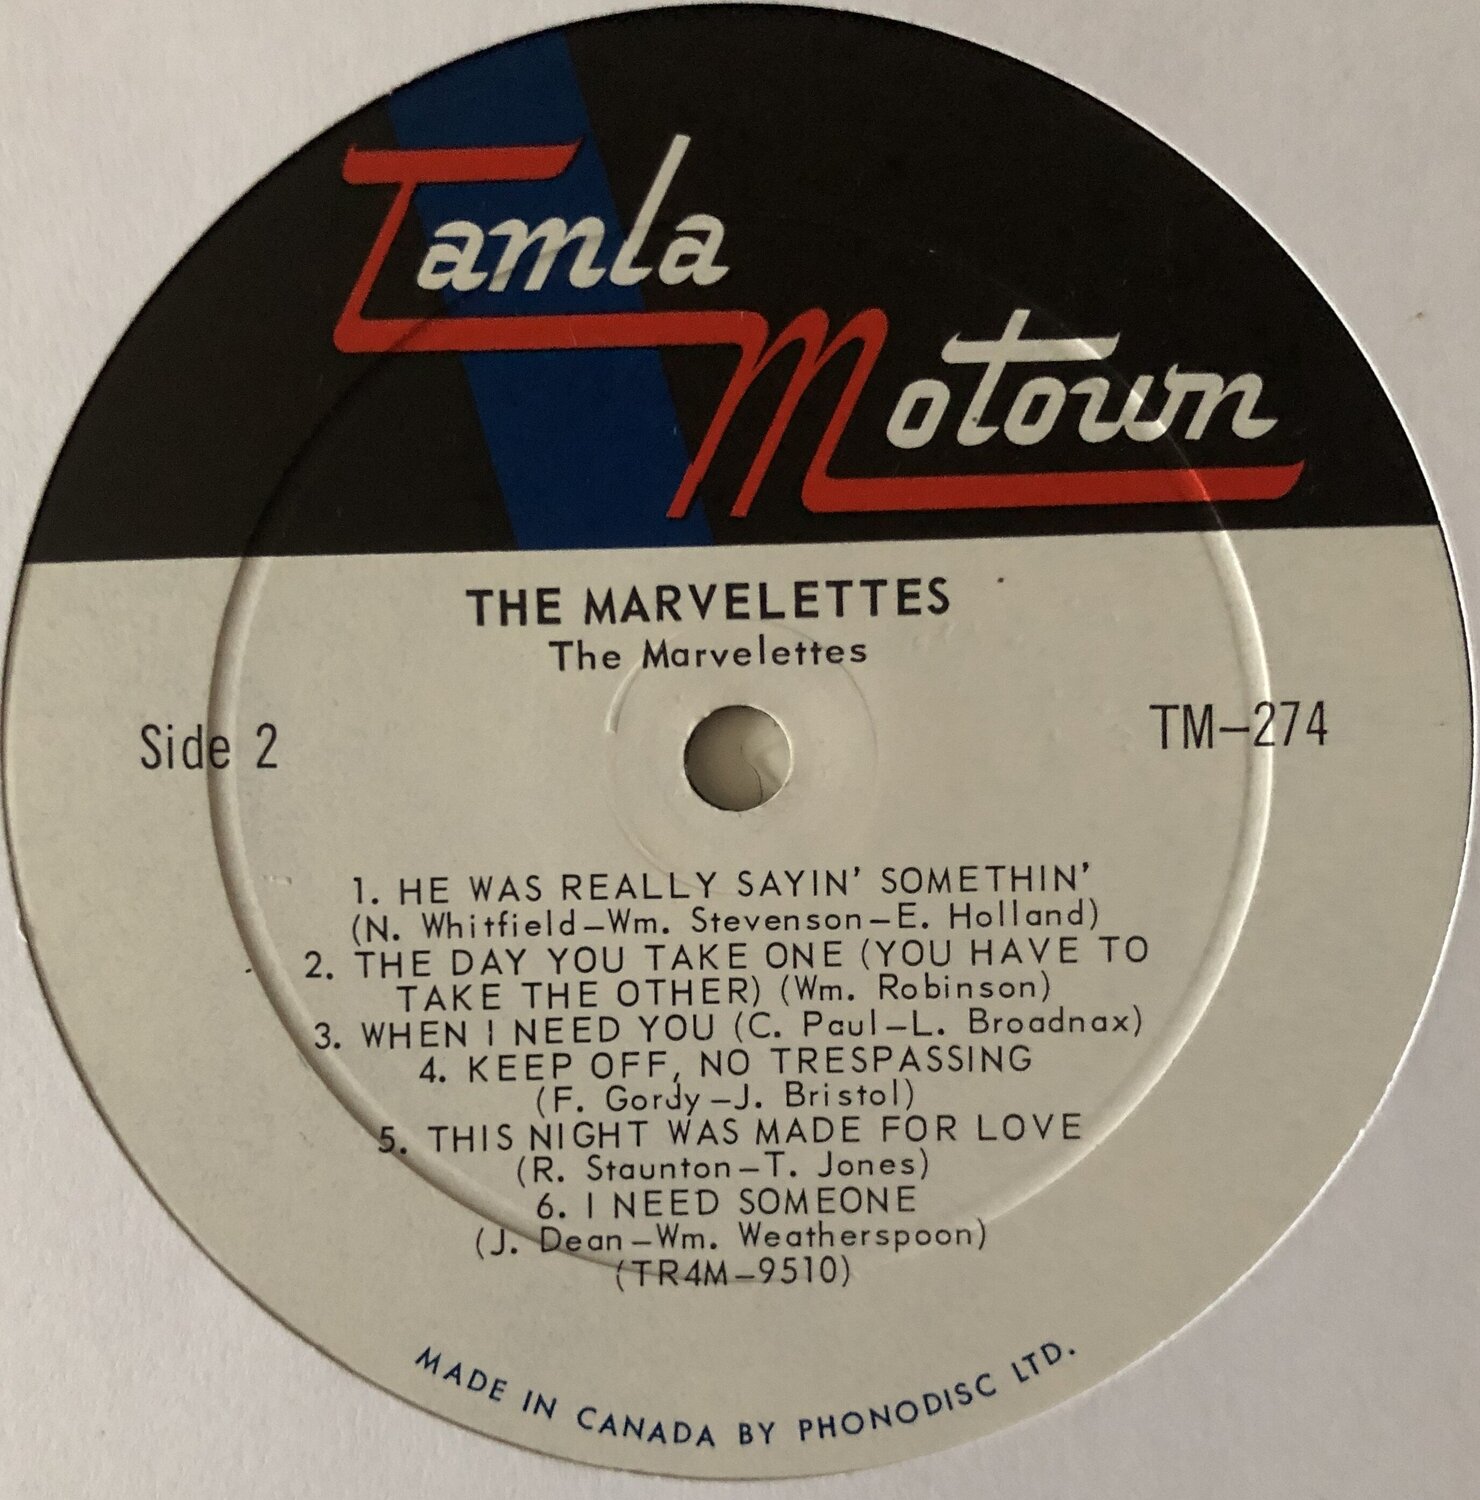 Tamla
Motown
THE MARVELETTES
The Marvelettes
Side 2
TM-274
1. HE WAS REALLY SAYIN' SOMETHIN'
(N. Whitfield-Wm. Stevenson-E. Holland)
2. THE DAY YOU TAKE ONE (YOU HAVE TO
TAKE THE OTHER) (Wm. Robinson)
3. WHEN I NEED YOU (C. Paul-L. Broadnax)
4. KEEP OFF, NO TRESPASSING
(F. Gordy-J. Bristol)
5. THIS NIGHT WAS MADE FOR LOVE
(R. Staunton-T. Jones)
6. I NEED SOMEONE
(J. Dean-Wm. Weatherspoon)
(TR4M-9510)
MADE IN CANADA BY PHONODISC LTD.